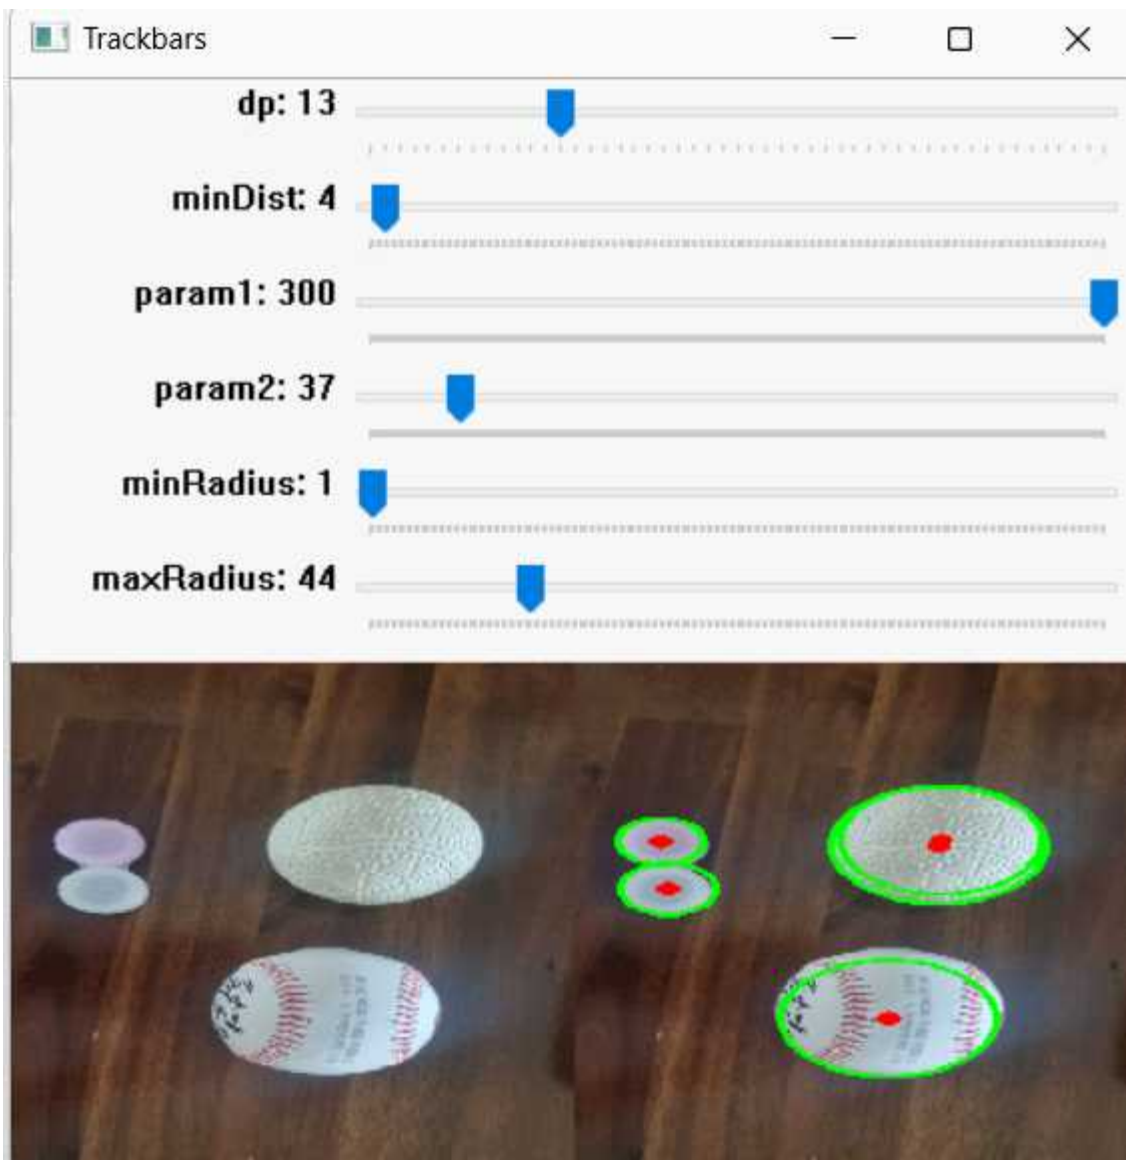 Trackbars
dp: 13
minDist: 4
param1: 300
param2: 37
minRadius: 1
maxRadius: 44